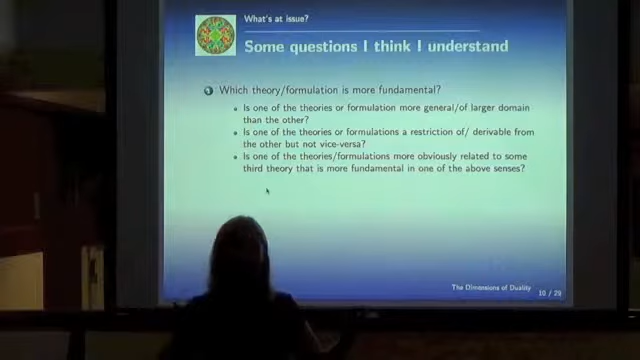 What's at issue?
Some questions I think I understand
1 Which theory/formulation is more fundamental?
Is one of the theories or formulation more general/of larger domain
than the other?
Is one of the theories or formulations a restriction of/ derivable from
the other but not vice-versa?
Is one of the theories/formulations more obviously related to some
third theory that is more fundamental in one of the above senses?
The Dimensions of Duality
10 / 29